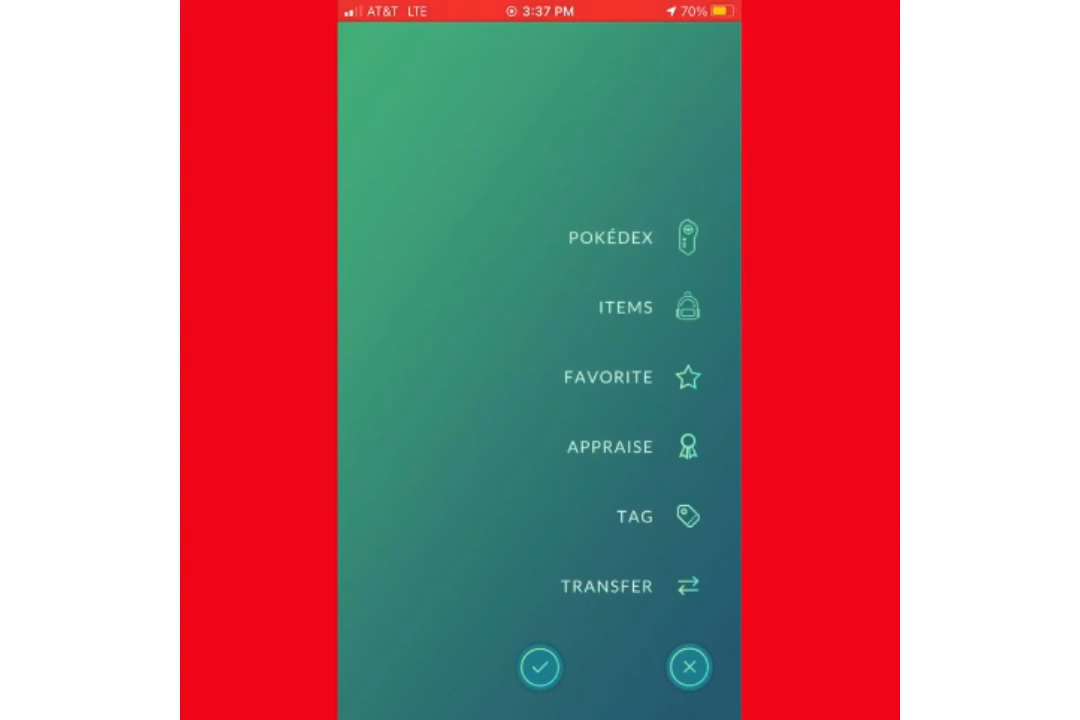 AT&T LTE 3:37 PM 70%
POKÉDEX
ITEMS
FAVORITE
APPRAISE
TAG
TRANSFER